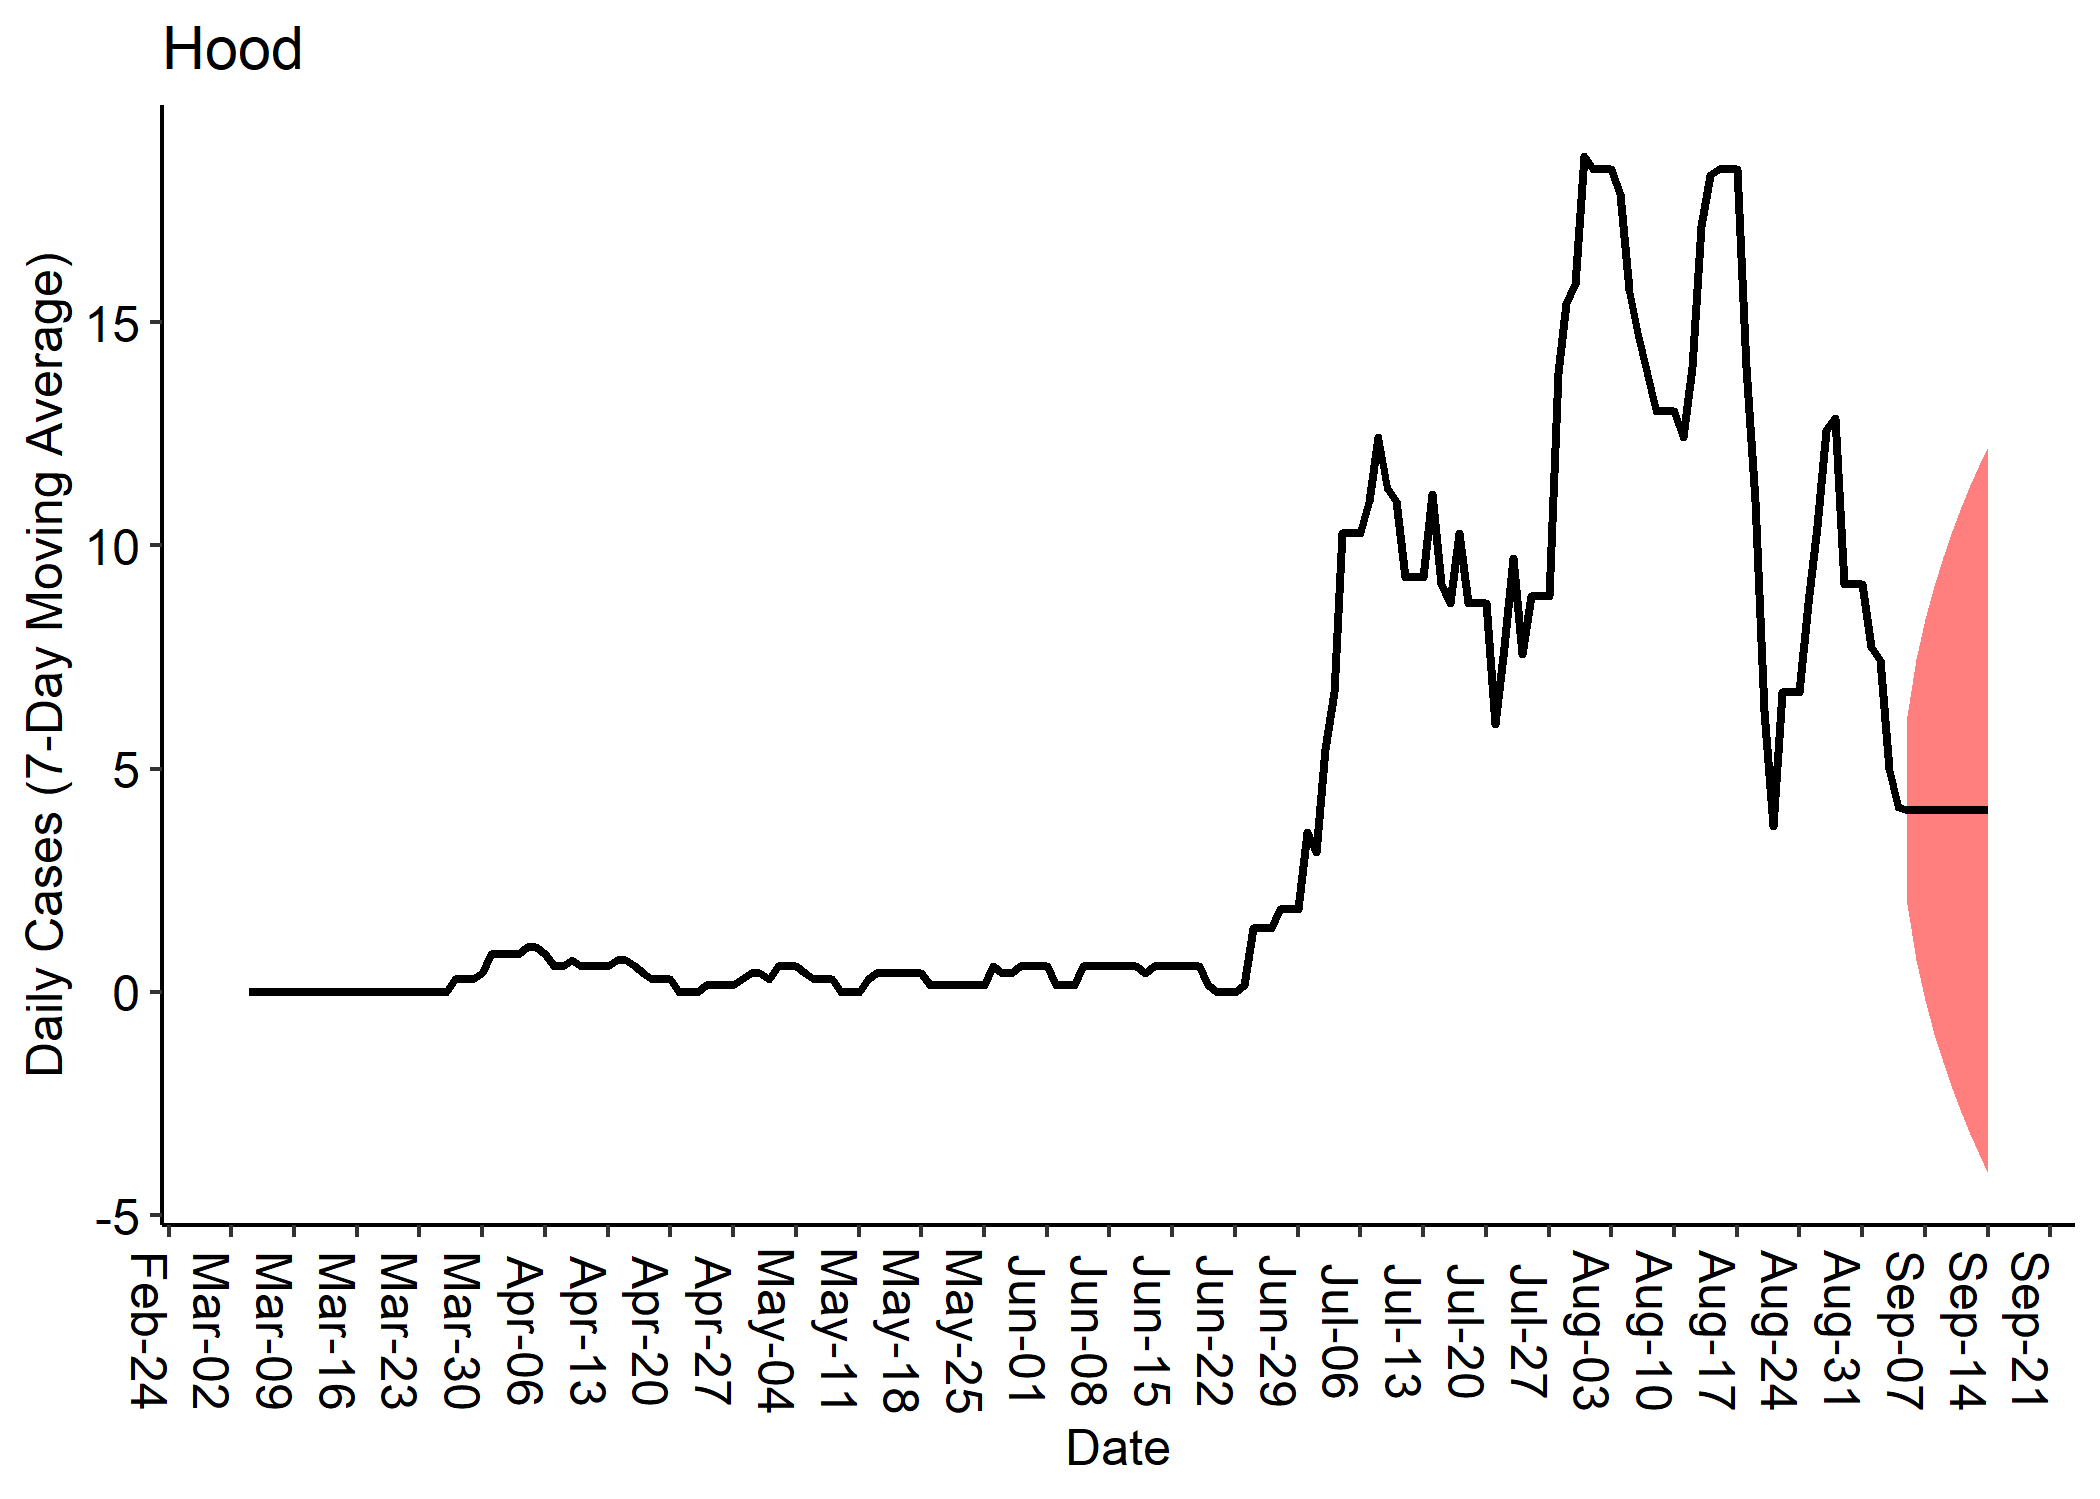 Hood
Daily Cases (7-Day Moving Average)
15
10
5
0
-5
Feb-24
Mar-02
Mar-09
Mar-16
Mar-23
Mar-30
Apr-06
Apr-13
Apr-20
Apr-27
May-04
May-11
May-18
May-25
Jun-01
Jun-08
Jun-15
Jun-22
Jun-29
Jul-06
Jul-13
Jul-20
Jul-27
Aug-03
Aug-10
Aug-17
Aug-24
Aug-31
Sep-07
Sep-14
Sep-21
Date